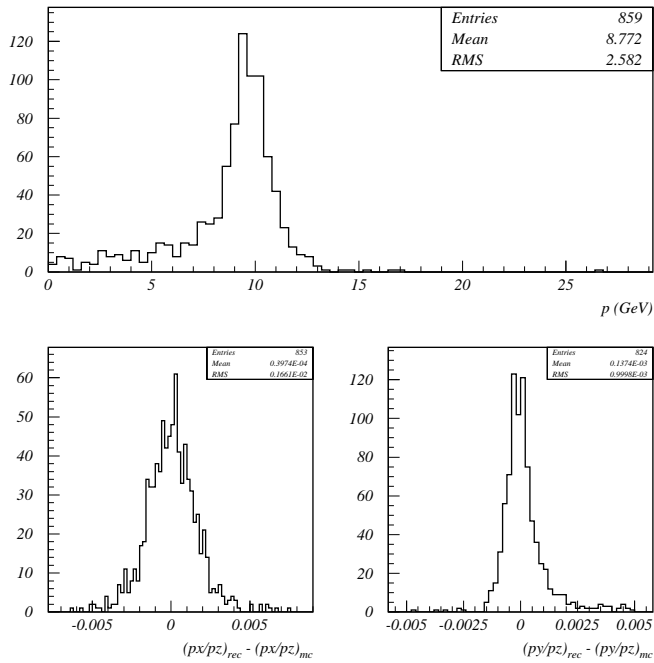 Entries 859
Mean 8.772
RMS 2.582
120
100
80
60
40
20
0
0 5 10 15 20 25
p (GeV)
Entries 853
Mean 0.3974E-04
RMS 0.1661E-02
60
50
40
30
20
10
0
-0.005 0 0.005
(px/pz)rec - (px/pz)mc
Entries 824
Mean 0.1374E-03
RMS 0.9998E-03
120
100
80
60
40
20
0
-0.005 -0.0025 0 0.0025 0.005
(py/pz)rec - (py/pz)mc